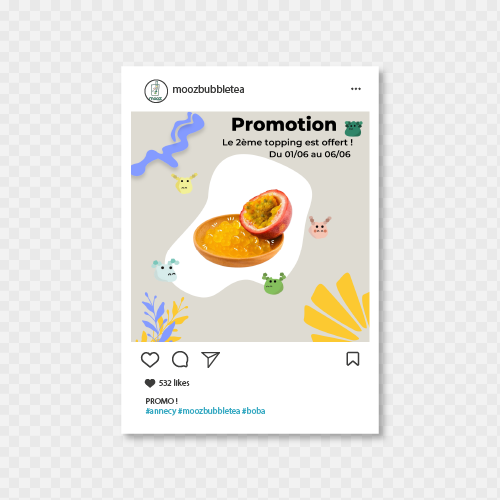 mooz
moozbubbletea
Promotion
Le 2ème topping est offert !
Du 01/06 au 06/06
532 likes
PROMO !
#annecy #moozbubbletea #boba